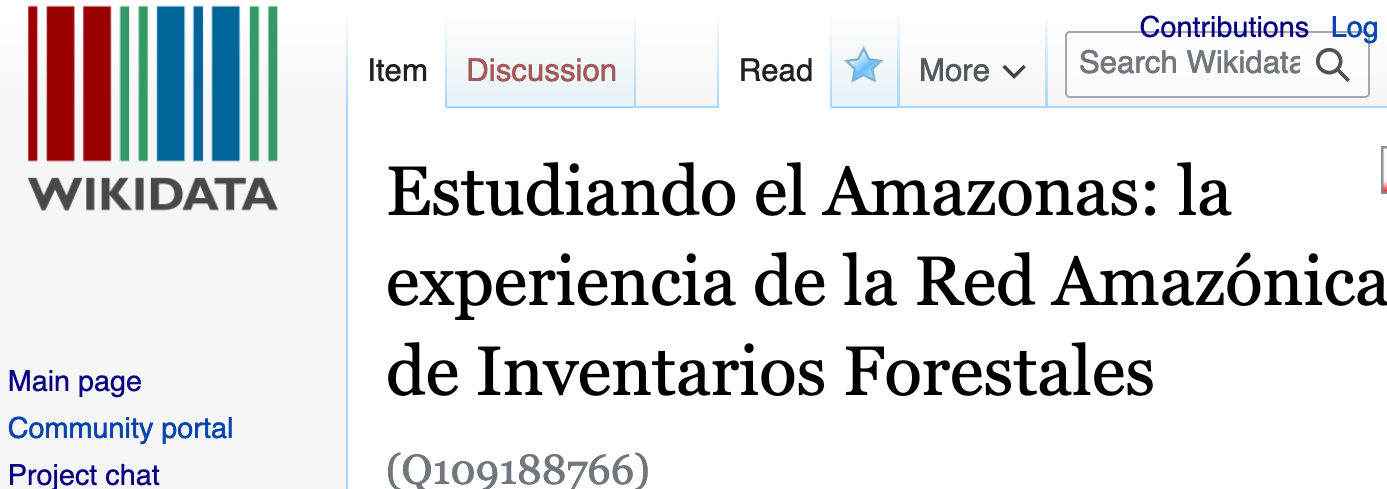 Contributions Log
Item Discussion Read More Search Wikidata
WIKIDATA
Estudiando el Amazonas: la
experiencia de la Red Amazónica
de Inventarios Forestales
(Q109188766)
Main page
Community portal
Project chat